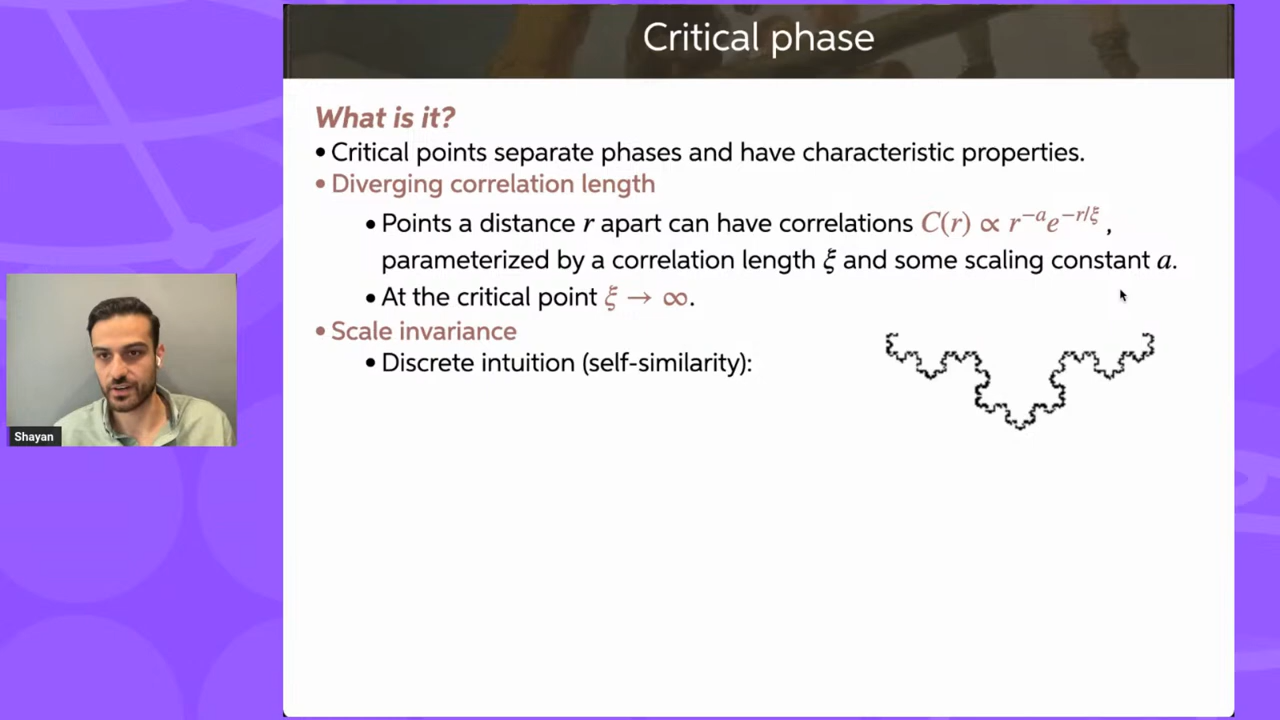 Critical phase
What is it?
• Critical points separate phases and have characteristic properties.
• Diverging correlation length
• Points a distance r apart can have correlations C(r) ∝ r⁻ᵃe^{−r/ξ} ,
parameterized by a correlation length ξ and some scaling constant a.
• At the critical point ξ → ∞.
• Scale invariance
• Discrete intuition (self-similarity):
Shayan